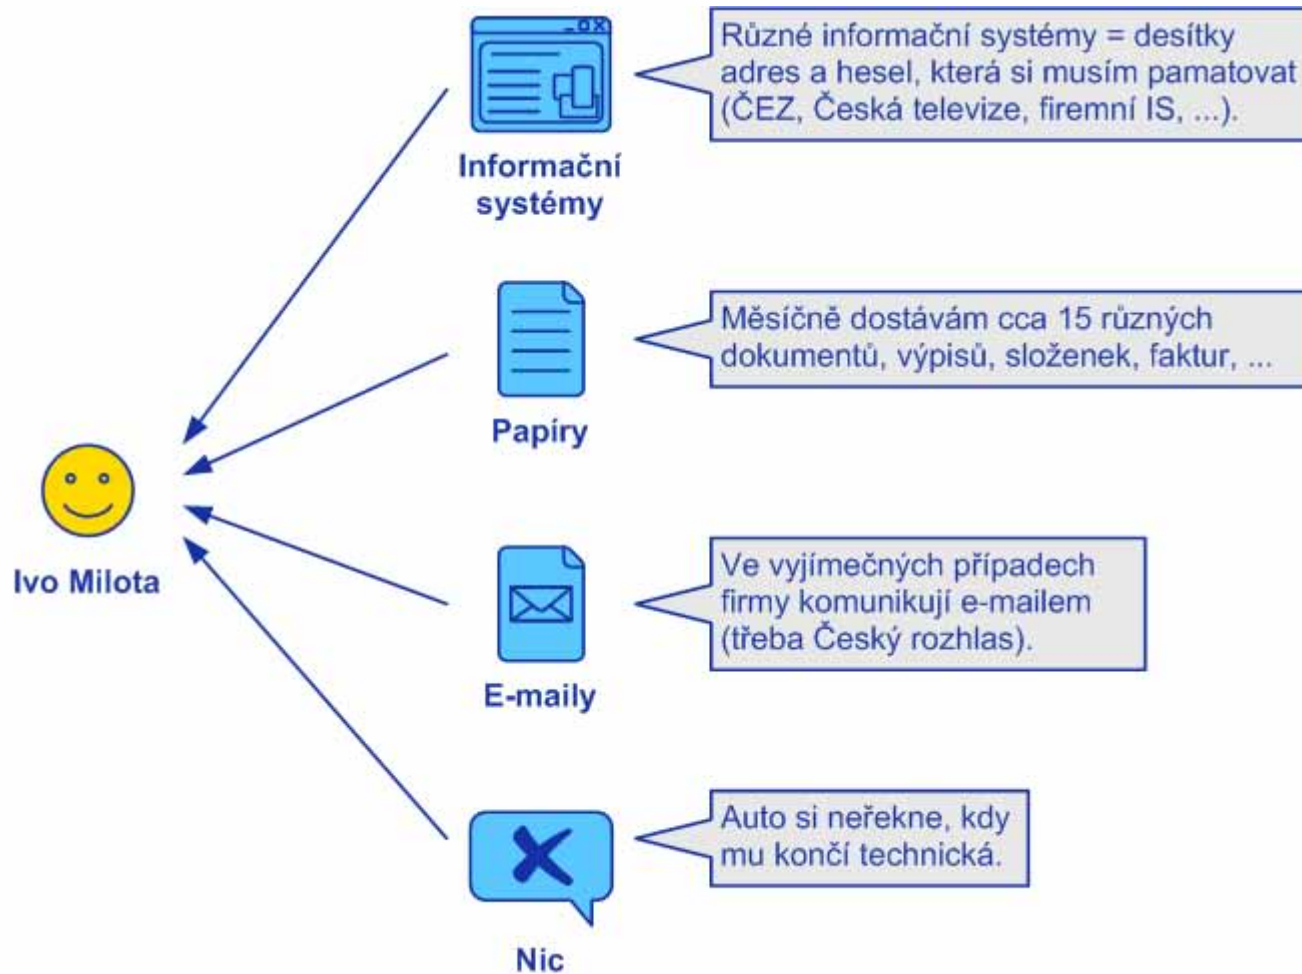 Různé informační systémy = desítky
adres a hesel, která si musím pamatovat
(ČEZ, Česká televize, firemní IS, ...).
Informační
systémy
Měsíčně dostávám cca 15 různých
dokumentů, výpisů, složenek, faktur, ...
Papíry
Ivo Milota
Ve vyjímečných případech
firmy komunikují e-mailem
(třeba Český rozhlas).
E-maily
Auto si neřekne, kdy
mu končí technická.
Nic